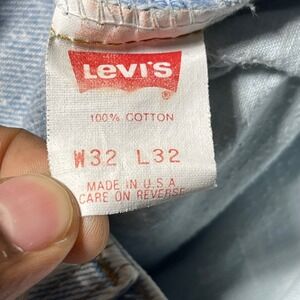 LEVI'S
®
100% COTTON
W32 L32
MADE IN U.S A
CARE ON REVERSE